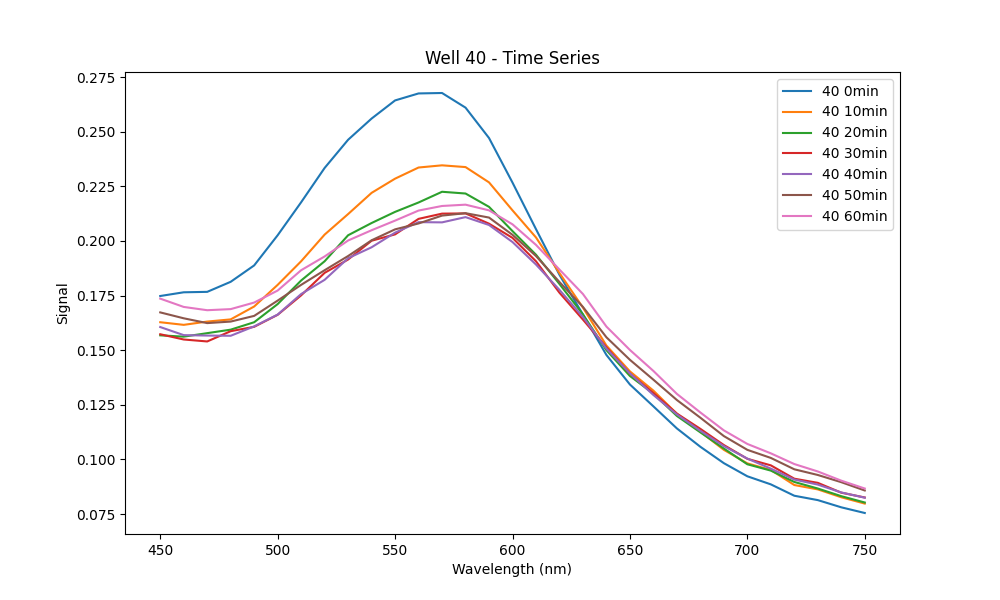 Well 40 - Time Series
0.275
0.250
0.225
0.200
0.175
0.150
0.125
0.100
0.075
Signal
40 0min
40 10min
40 20min
40 30min
40 40min
40 50min
40 60min
450 500 550 600 650 700 750
Wavelength (nm)